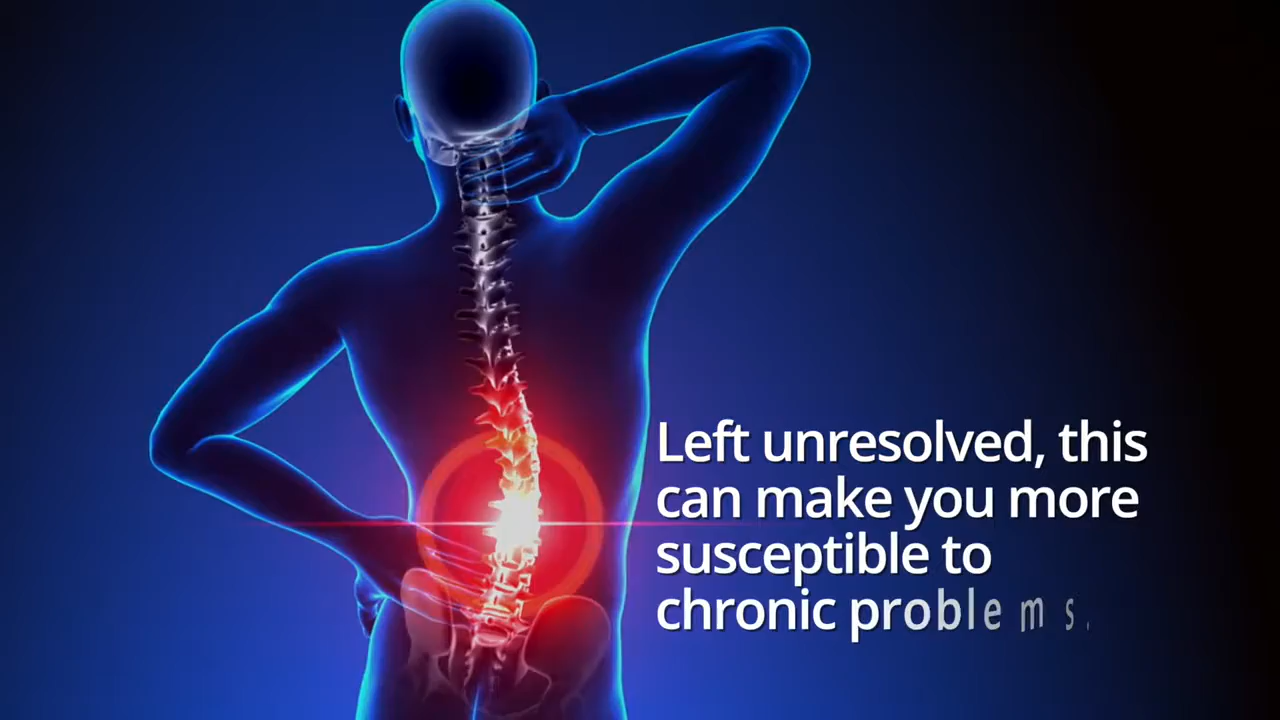 Left unresolved, this
can make you more
susceptible to
chronic problems.